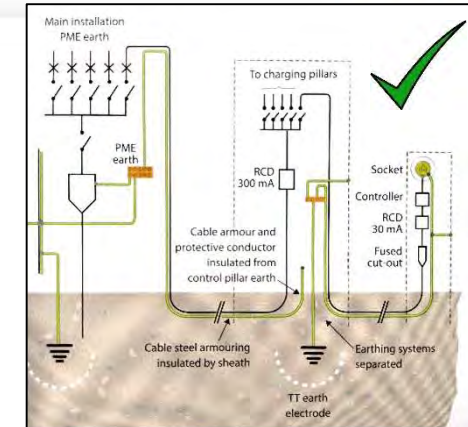 Main installation
PME earth
PME
earth
To charging pillars
RCD
300 mA
Cable armour and
protective conductor
insulated from
control pillar earth
Socket
Controller
RCD
30 mA
Fused
cut-out
Cable steel armouring
insulated by sheath
Earthing systems
separated
TT earth
electrode